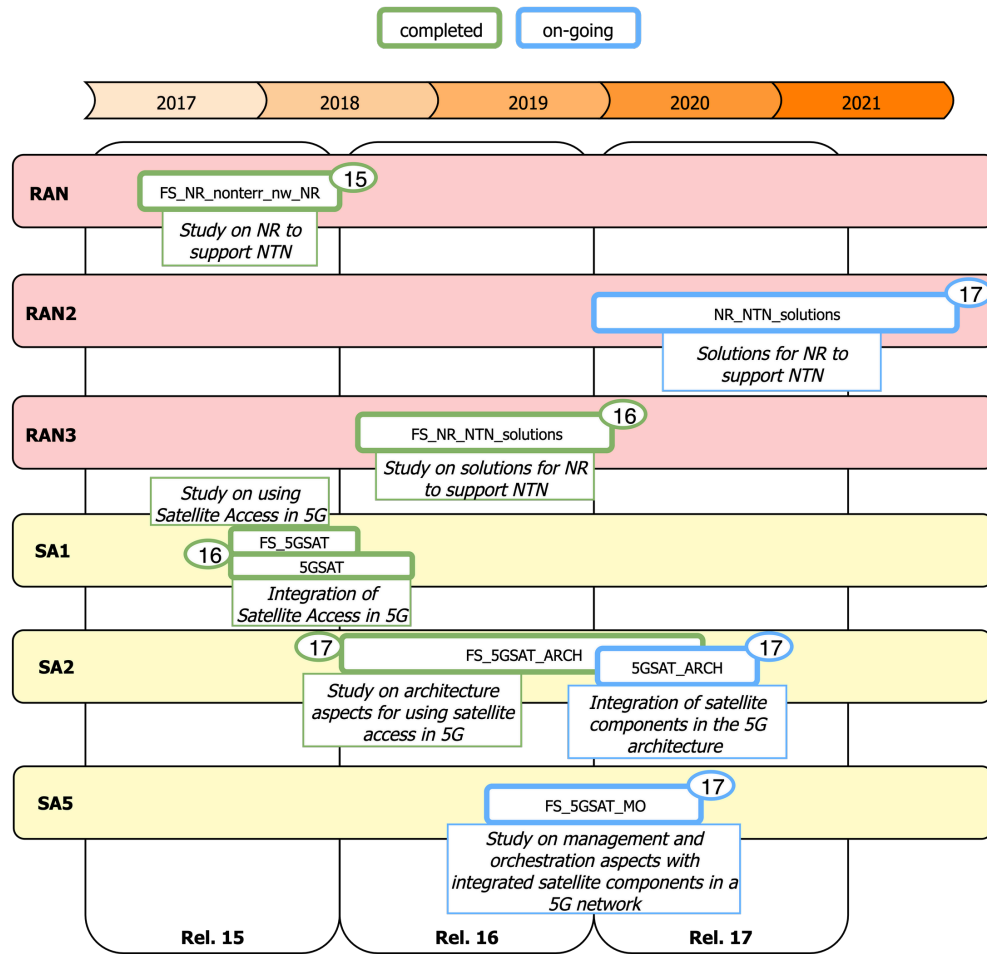 completed
on-going
2017
2018
2019
2020
2021
RAN
FS_NR_nonterr_nw_NR
15
Study on NR to
support NTN
RAN2
NR_NTN_solutions
17
Solutions for NR to
support NTN
RAN3
FS_NR_NTN_solutions
16
Study on solutions for NR
to support NTN
Study on using
Satellite Access in 5G
SA1
16
FS_5GSAT
5GSAT
Integration of
Satellite Access in 5G
SA2
17
FS_5GSAT_ARCH
Study on architecture
aspects for using satellite
access in 5G
5GSAT_ARCH
17
Integration of satellite
components in the 5G
architecture
SA5
FS_5GSAT_MO
17
Study on management and
orchestration aspects with
integrated satellite components in a
5G network
Rel. 15
Rel. 16
Rel. 17